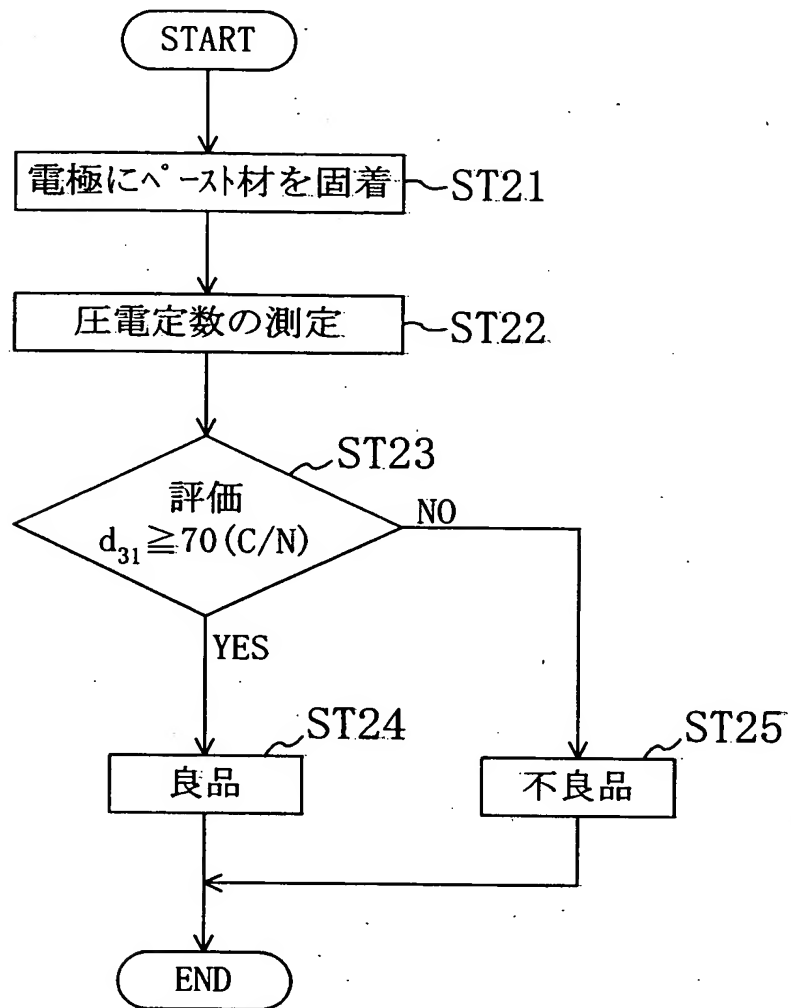 START
電極にペースト材を固着
ST21
圧電定数の測定
ST22
ST23
評価
d₃₁≧70(C/N)
NO
YES
ST24
良品
ST25
不良品
END